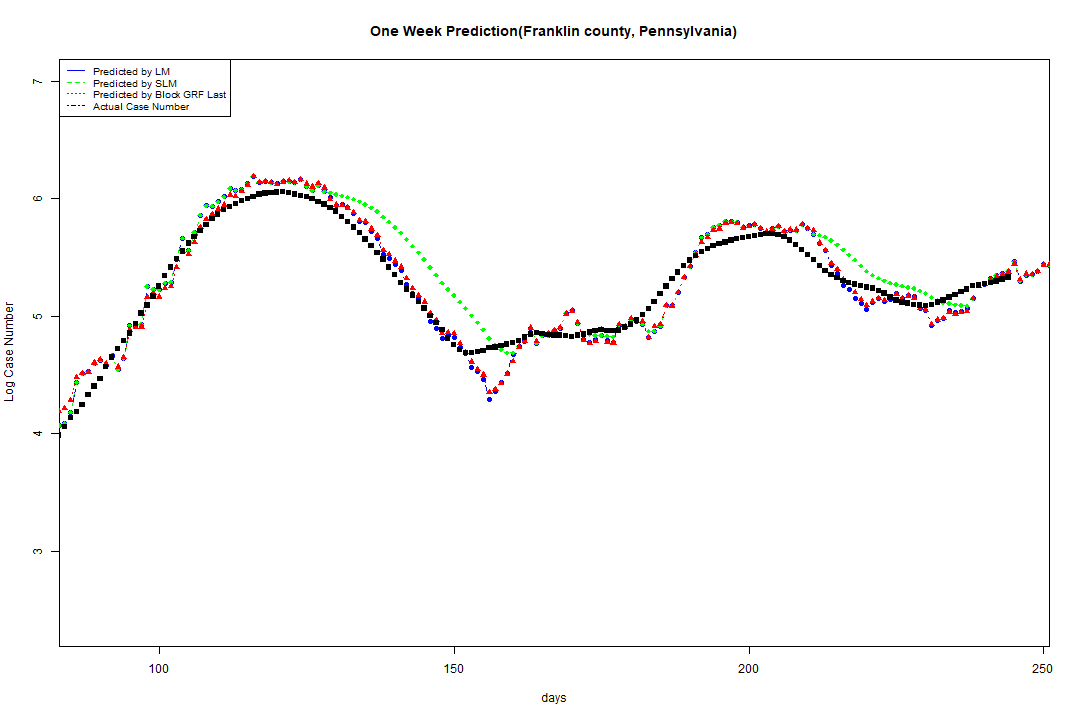 One Week Prediction(Franklin county, Pennsylvania)
Predicted by LM
Predicted by SLM
Predicted by Block GRF Last
Actual Case Number
7
6
5
4
3
Log Case Number
100 150 200 250
days